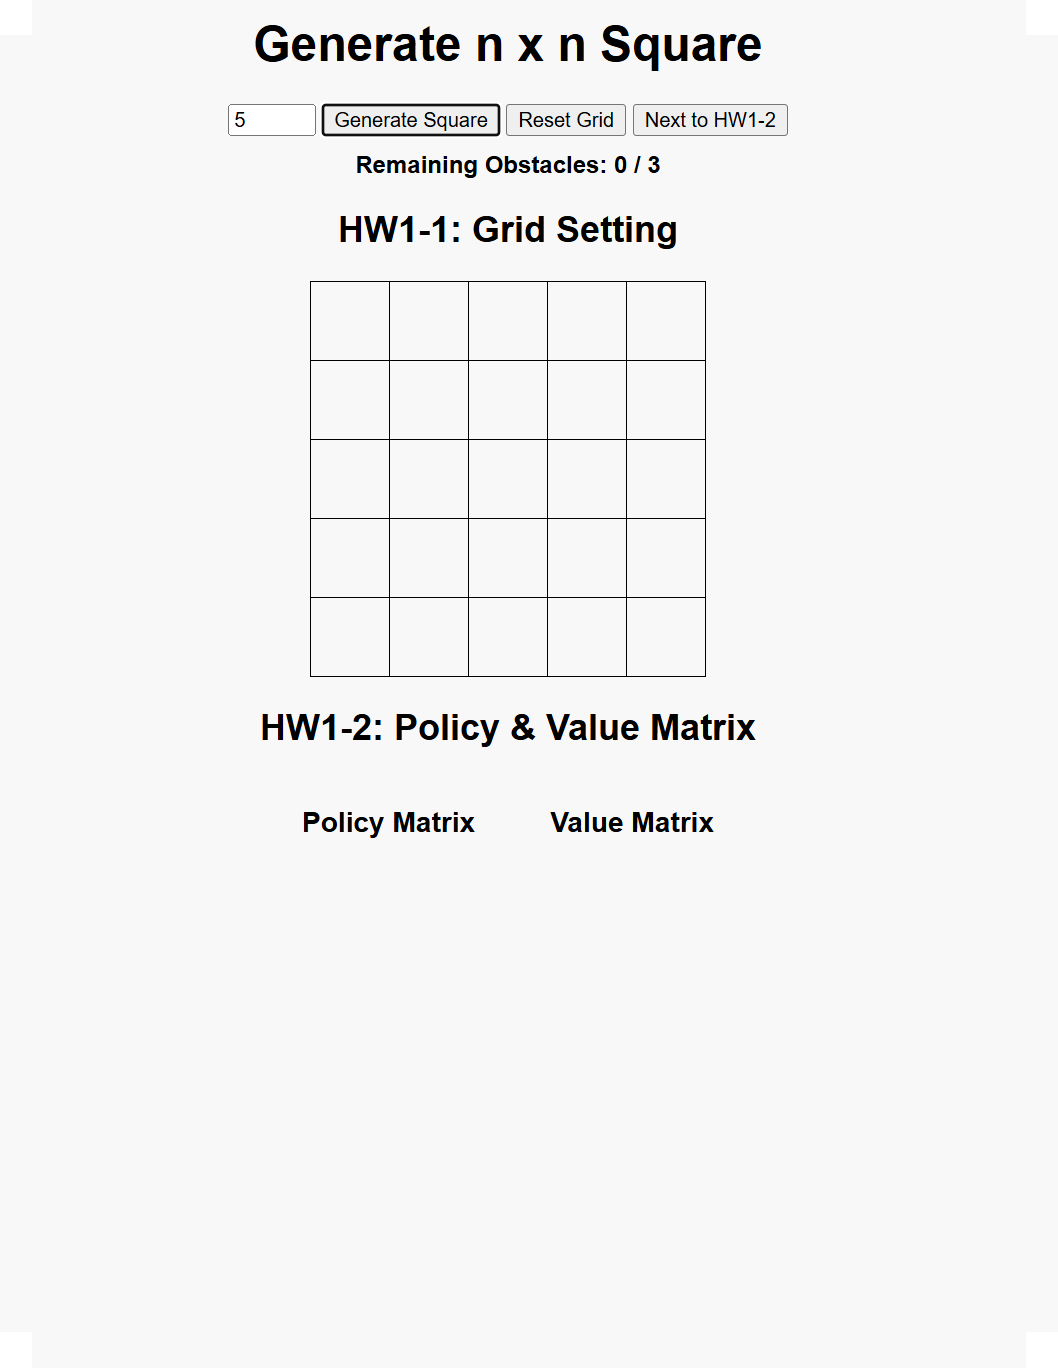 Generate n x n Square
5 Generate Square Reset Grid Next to HW1-2
Remaining Obstacles: 0 / 3
HW1-1: Grid Setting
HW1-2: Policy & Value Matrix
Policy Matrix Value Matrix